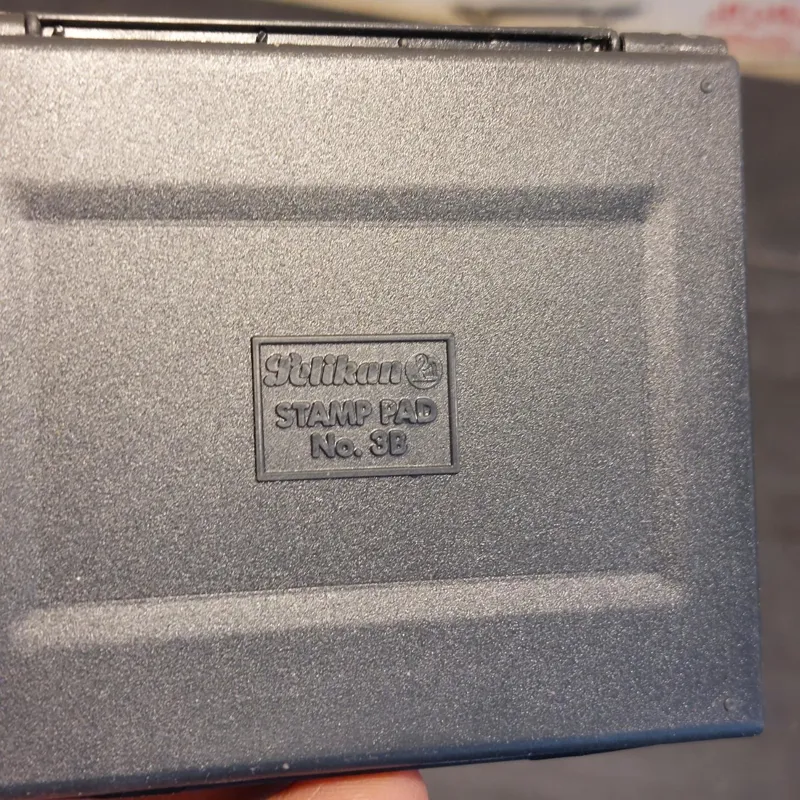 Pelikan
STAMP PAD
No. 3B